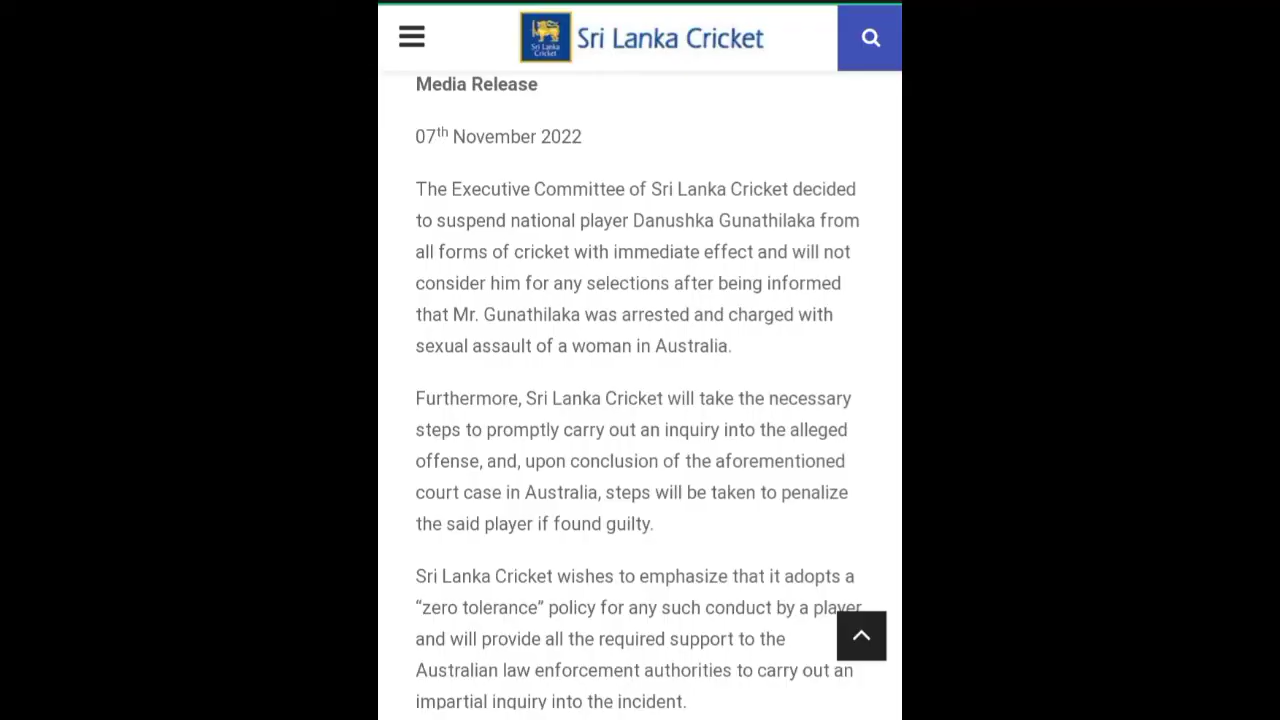 Sri Lanka
Cricket
Sri Lanka Cricket
Media Release
07th November 2022
The Executive Committee of Sri Lanka Cricket decided
to suspend national player Danushka Gunathilaka from
all forms of cricket with immediate effect and will not
consider him for any selections after being informed
that Mr. Gunathilaka was arrested and charged with
sexual assault of a woman in Australia.
Furthermore, Sri Lanka Cricket will take the necessary
steps to promptly carry out an inquiry into the alleged
offense, and, upon conclusion of the aforementioned
court case in Australia, steps will be taken to penalize
the said player if found guilty.
Sri Lanka Cricket wishes to emphasize that it adopts a
“zero tolerance” policy for any such conduct by a player
and will provide all the required support to the
Australian law enforcement authorities to carry out an
impartial inquiry into the incident.